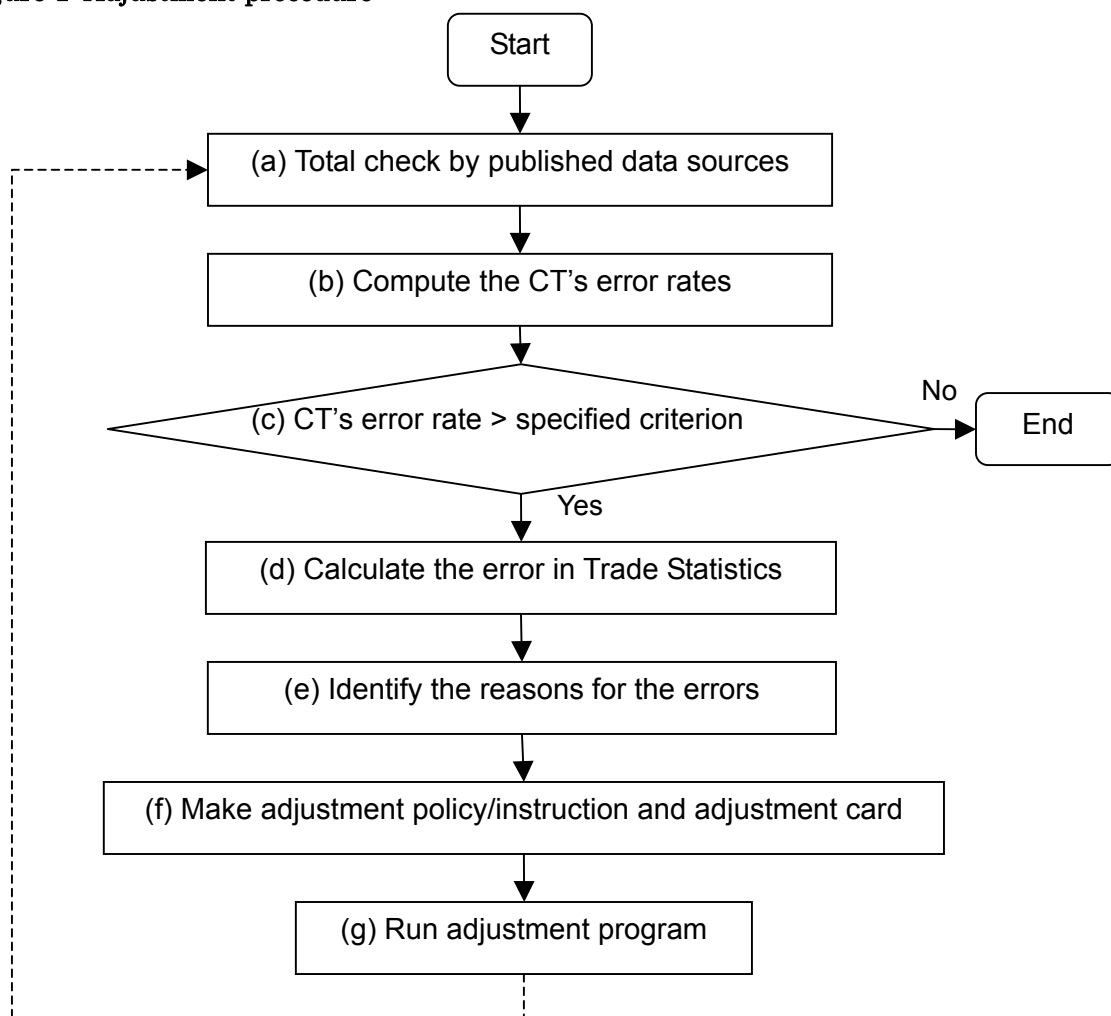 Adjustment procedure
Start
(a) Total check by published data sources
(b) Compute the CT's error rates
(c) CT's error rate > specified criterion
No
End
Yes
(d) Calculate the error in Trade Statistics
(e) Identify the reasons for the errors
(f) Make adjustment policy/instruction and adjustment card
(g) Run adjustment program